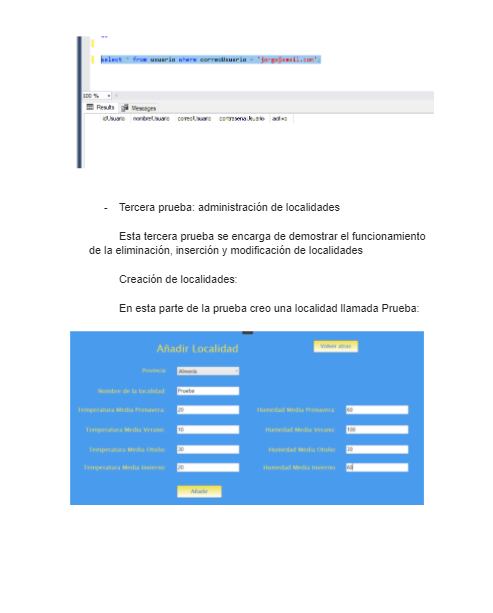 select * from usuario where correoUsuario = 'jorge@email.com';
100 %
Results Messages
idUsuario nombreUsuario correoUsuario contrasenaUsuario activo
- Tercera prueba: administración de localidades
Esta tercera prueba se encarga de demostrar el funcionamiento
de la eliminación, inserción y modificación de localidades
Creación de localidades:
En esta parte de la prueba creo una localidad llamada Prueba:
Añadir Localidad
Volver atras
Provincia Almería
Nombre de la localidad: Prueba
Temperatura Media Primavera: 20 Humedad Media Primavera: 60
Temperatura Media Verano: 10 Humedad Media Verano: 100
Temperatura Media Otoño: 30 Humedad Media Otoño: 30
Temperatura Media Invierno: 20 Humedad Media Invierno: 60
Añadir